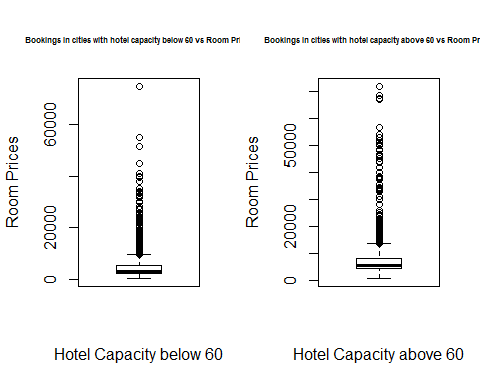 Bookings in cities with hotel capacity below 60 vs Room Pri
Bookings in cities with hotel capacity above 60 vs Room Pr
Room Prices
0
20000
60000
Hotel Capacity below 60
Room Prices
0
20000
50000
Hotel Capacity above 60